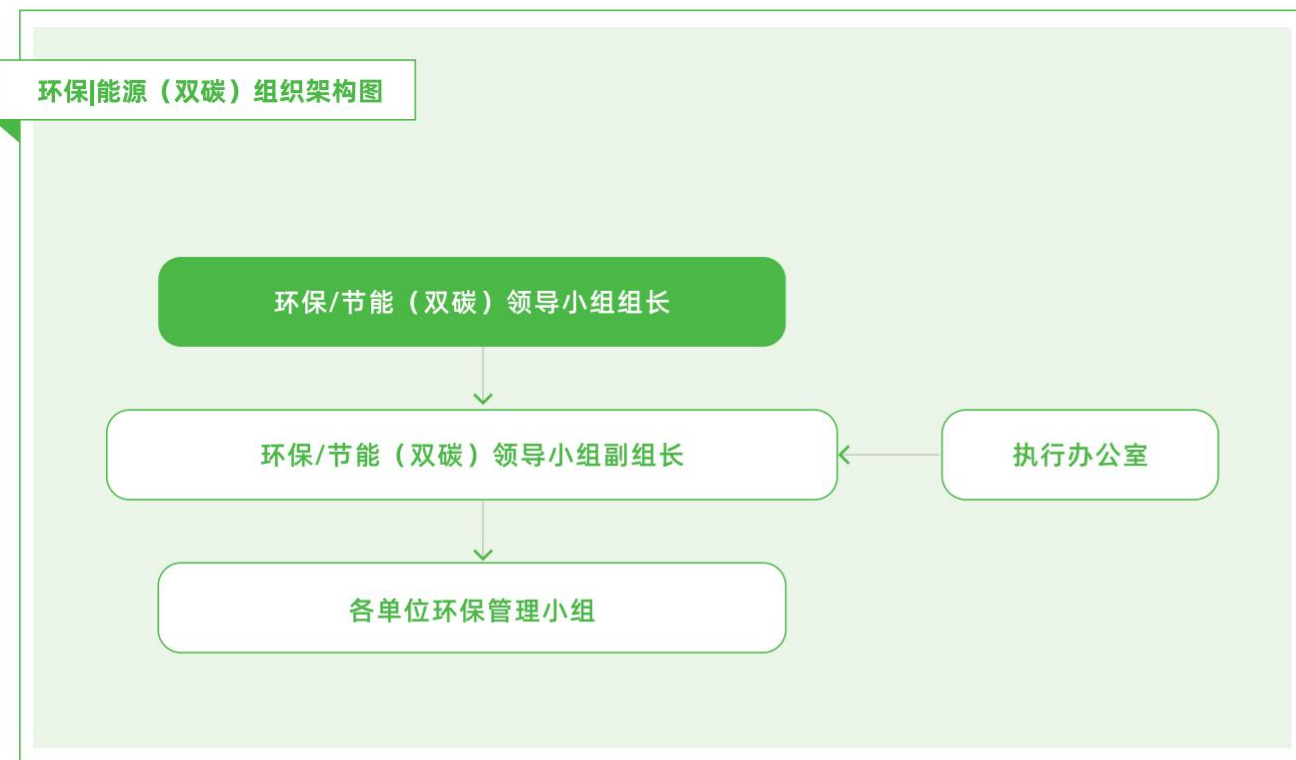 环保|能源（双碳）组织架构图
环保/节能（双碳）领导小组组长
环保/节能（双碳）领导小组副组长
执行办公室
各单位环保管理小组